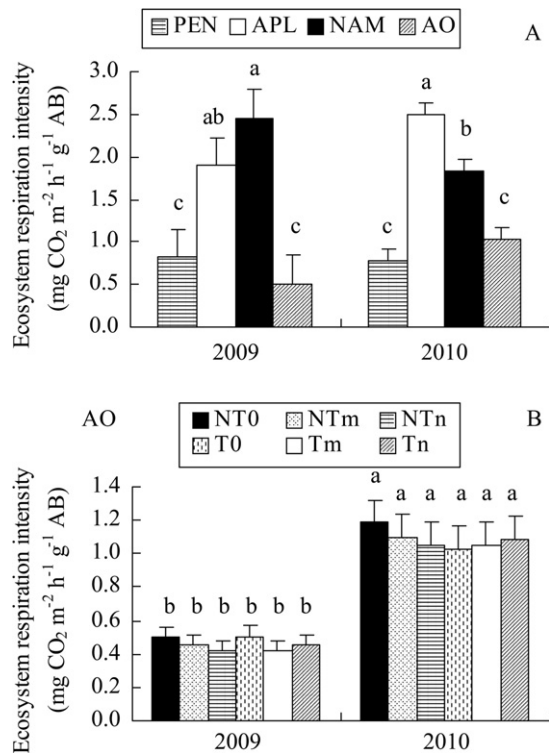 PEN APL NAM AO
A
Ecosystem respiration intensity
(mg CO₂ m⁻² h⁻¹ g⁻¹ AB)
3.0
2.5
2.0
1.5
1.0
0.5
0.0
c ab a c
c a b c
2009 2010
AO
B
NT0 NTm NTn
T0 Tm Tn
Ecosystem respiration intensity
(mg CO₂ m⁻² h⁻¹ g⁻¹ AB)
1.4
1.2
1.0
0.8
0.6
0.4
0.2
0.0
b b b b b b
a a a a a a
2009 2010